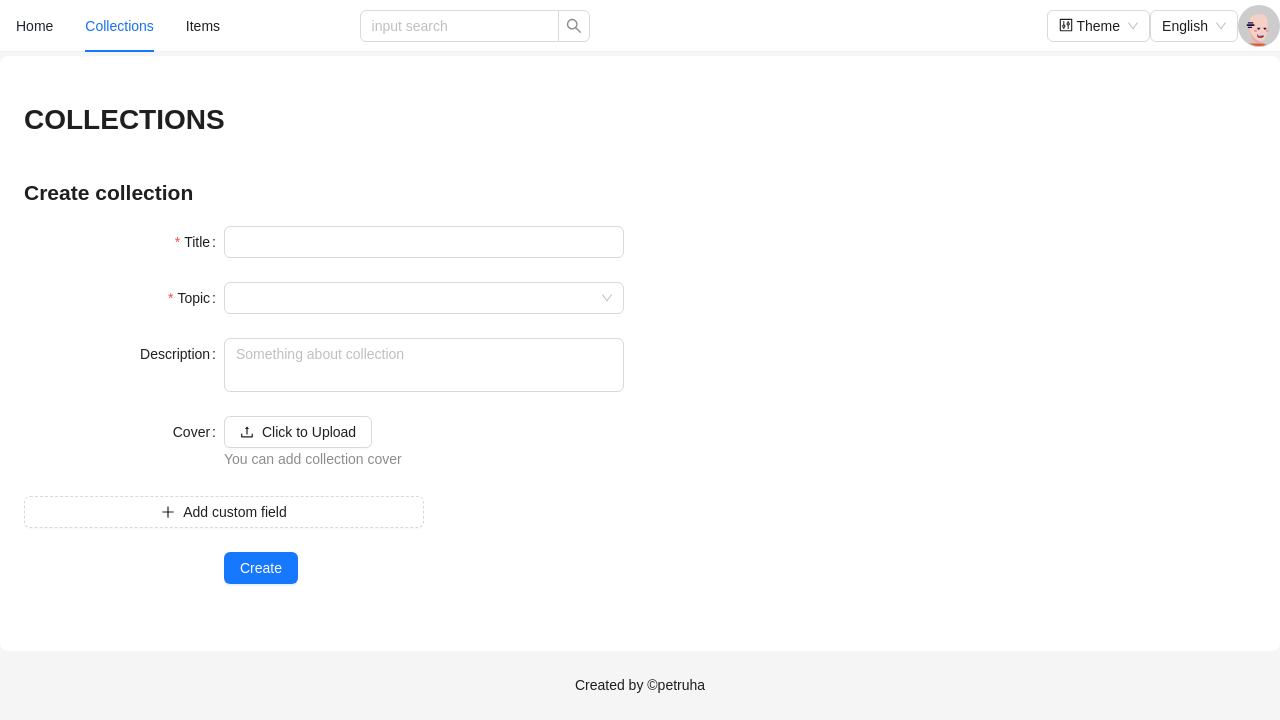 Home Collections Items input search Theme English
COLLECTIONS
Create collection
* Title :
* Topic :
Description : Something about collection
Cover : Click to Upload
You can add collection cover
Add custom field
Create
Created by ©petruha